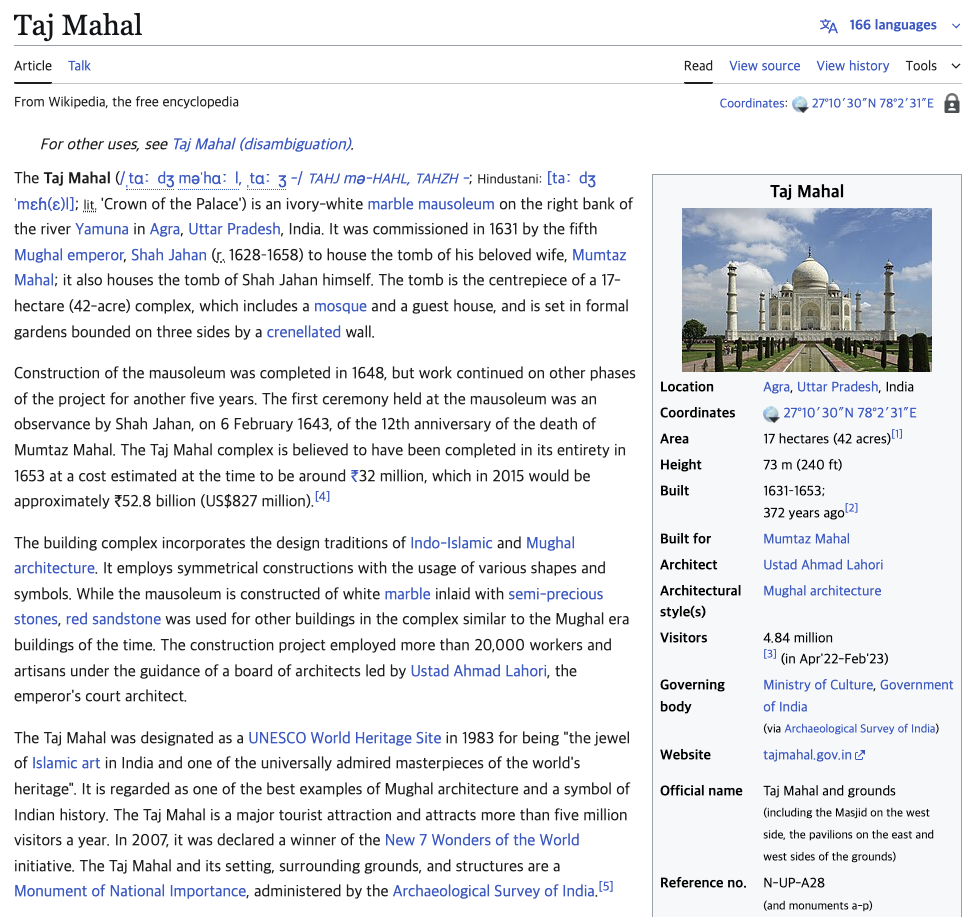 Taj Mahal
166 languages
Article Talk
Read View source View history Tools
From Wikipedia, the free encyclopedia
Coordinates: 27°10′30″N 78°2′31″E
For other uses, see Taj Mahal (disambiguation).
The Taj Mahal (/ˌtɑː dʒ məˈhɑː l, ˌtɑː ʒ -/ TAHJ mə-HAHL, TAHZH -; Hindustani: [taː dʒ
ˈmɛɦ(ɛ)l]; lit. 'Crown of the Palace') is an ivory-white marble mausoleum on the right bank of
the river Yamuna in Agra, Uttar Pradesh, India. It was commissioned in 1631 by the fifth
Mughal emperor, Shah Jahan (r. 1628-1658) to house the tomb of his beloved wife, Mumtaz
Mahal; it also houses the tomb of Shah Jahan himself. The tomb is the centrepiece of a 17-
hectare (42-acre) complex, which includes a mosque and a guest house, and is set in formal
gardens bounded on three sides by a crenellated wall.
Construction of the mausoleum was completed in 1648, but work continued on other phases
of the project for another five years. The first ceremony held at the mausoleum was an
observance by Shah Jahan, on 6 February 1643, of the 12th anniversary of the death of
Mumtaz Mahal. The Taj Mahal complex is believed to have been completed in its entirety in
1653 at a cost estimated at the time to be around ₹32 million, which in 2015 would be
approximately ₹52.8 billion (US$827 million).[4]
The building complex incorporates the design traditions of Indo-Islamic and Mughal
architecture. It employs symmetrical constructions with the usage of various shapes and
symbols. While the mausoleum is constructed of white marble inlaid with semi-precious
stones, red sandstone was used for other buildings in the complex similar to the Mughal era
buildings of the time. The construction project employed more than 20,000 workers and
artisans under the guidance of a board of architects led by Ustad Ahmad Lahori, the
emperor's court architect.
The Taj Mahal was designated as a UNESCO World Heritage Site in 1983 for being "the jewel
of Islamic art in India and one of the universally admired masterpieces of the world's
heritage". It is regarded as one of the best examples of Mughal architecture and a symbol of
Indian history. The Taj Mahal is a major tourist attraction and attracts more than five million
visitors a year. In 2007, it was declared a winner of the New 7 Wonders of the World
initiative. The Taj Mahal and its setting, surrounding grounds, and structures are a
Monument of National Importance, administered by the Archaeological Survey of India.[5]
Taj Mahal
Location Agra, Uttar Pradesh, India
Coordinates 27°10′30″N 78°2′31″E
Area 17 hectares (42 acres)[1]
Height 73 m (240 ft)
Built 1631-1653;
372 years ago[2]
Built for Mumtaz Mahal
Architect Ustad Ahmad Lahori
Architectural Mughal architecture
style(s)
Visitors 4.84 million
[3] (in Apr'22-Feb'23)
Governing Ministry of Culture, Government
body of India
(via Archaeological Survey of India)
Website tajmahal.gov.in
Official name Taj Mahal and grounds
(including the Masjid on the west
side, the pavilions on the east and
west sides of the grounds)
Reference no. N-UP-A28
(and monuments a-p)